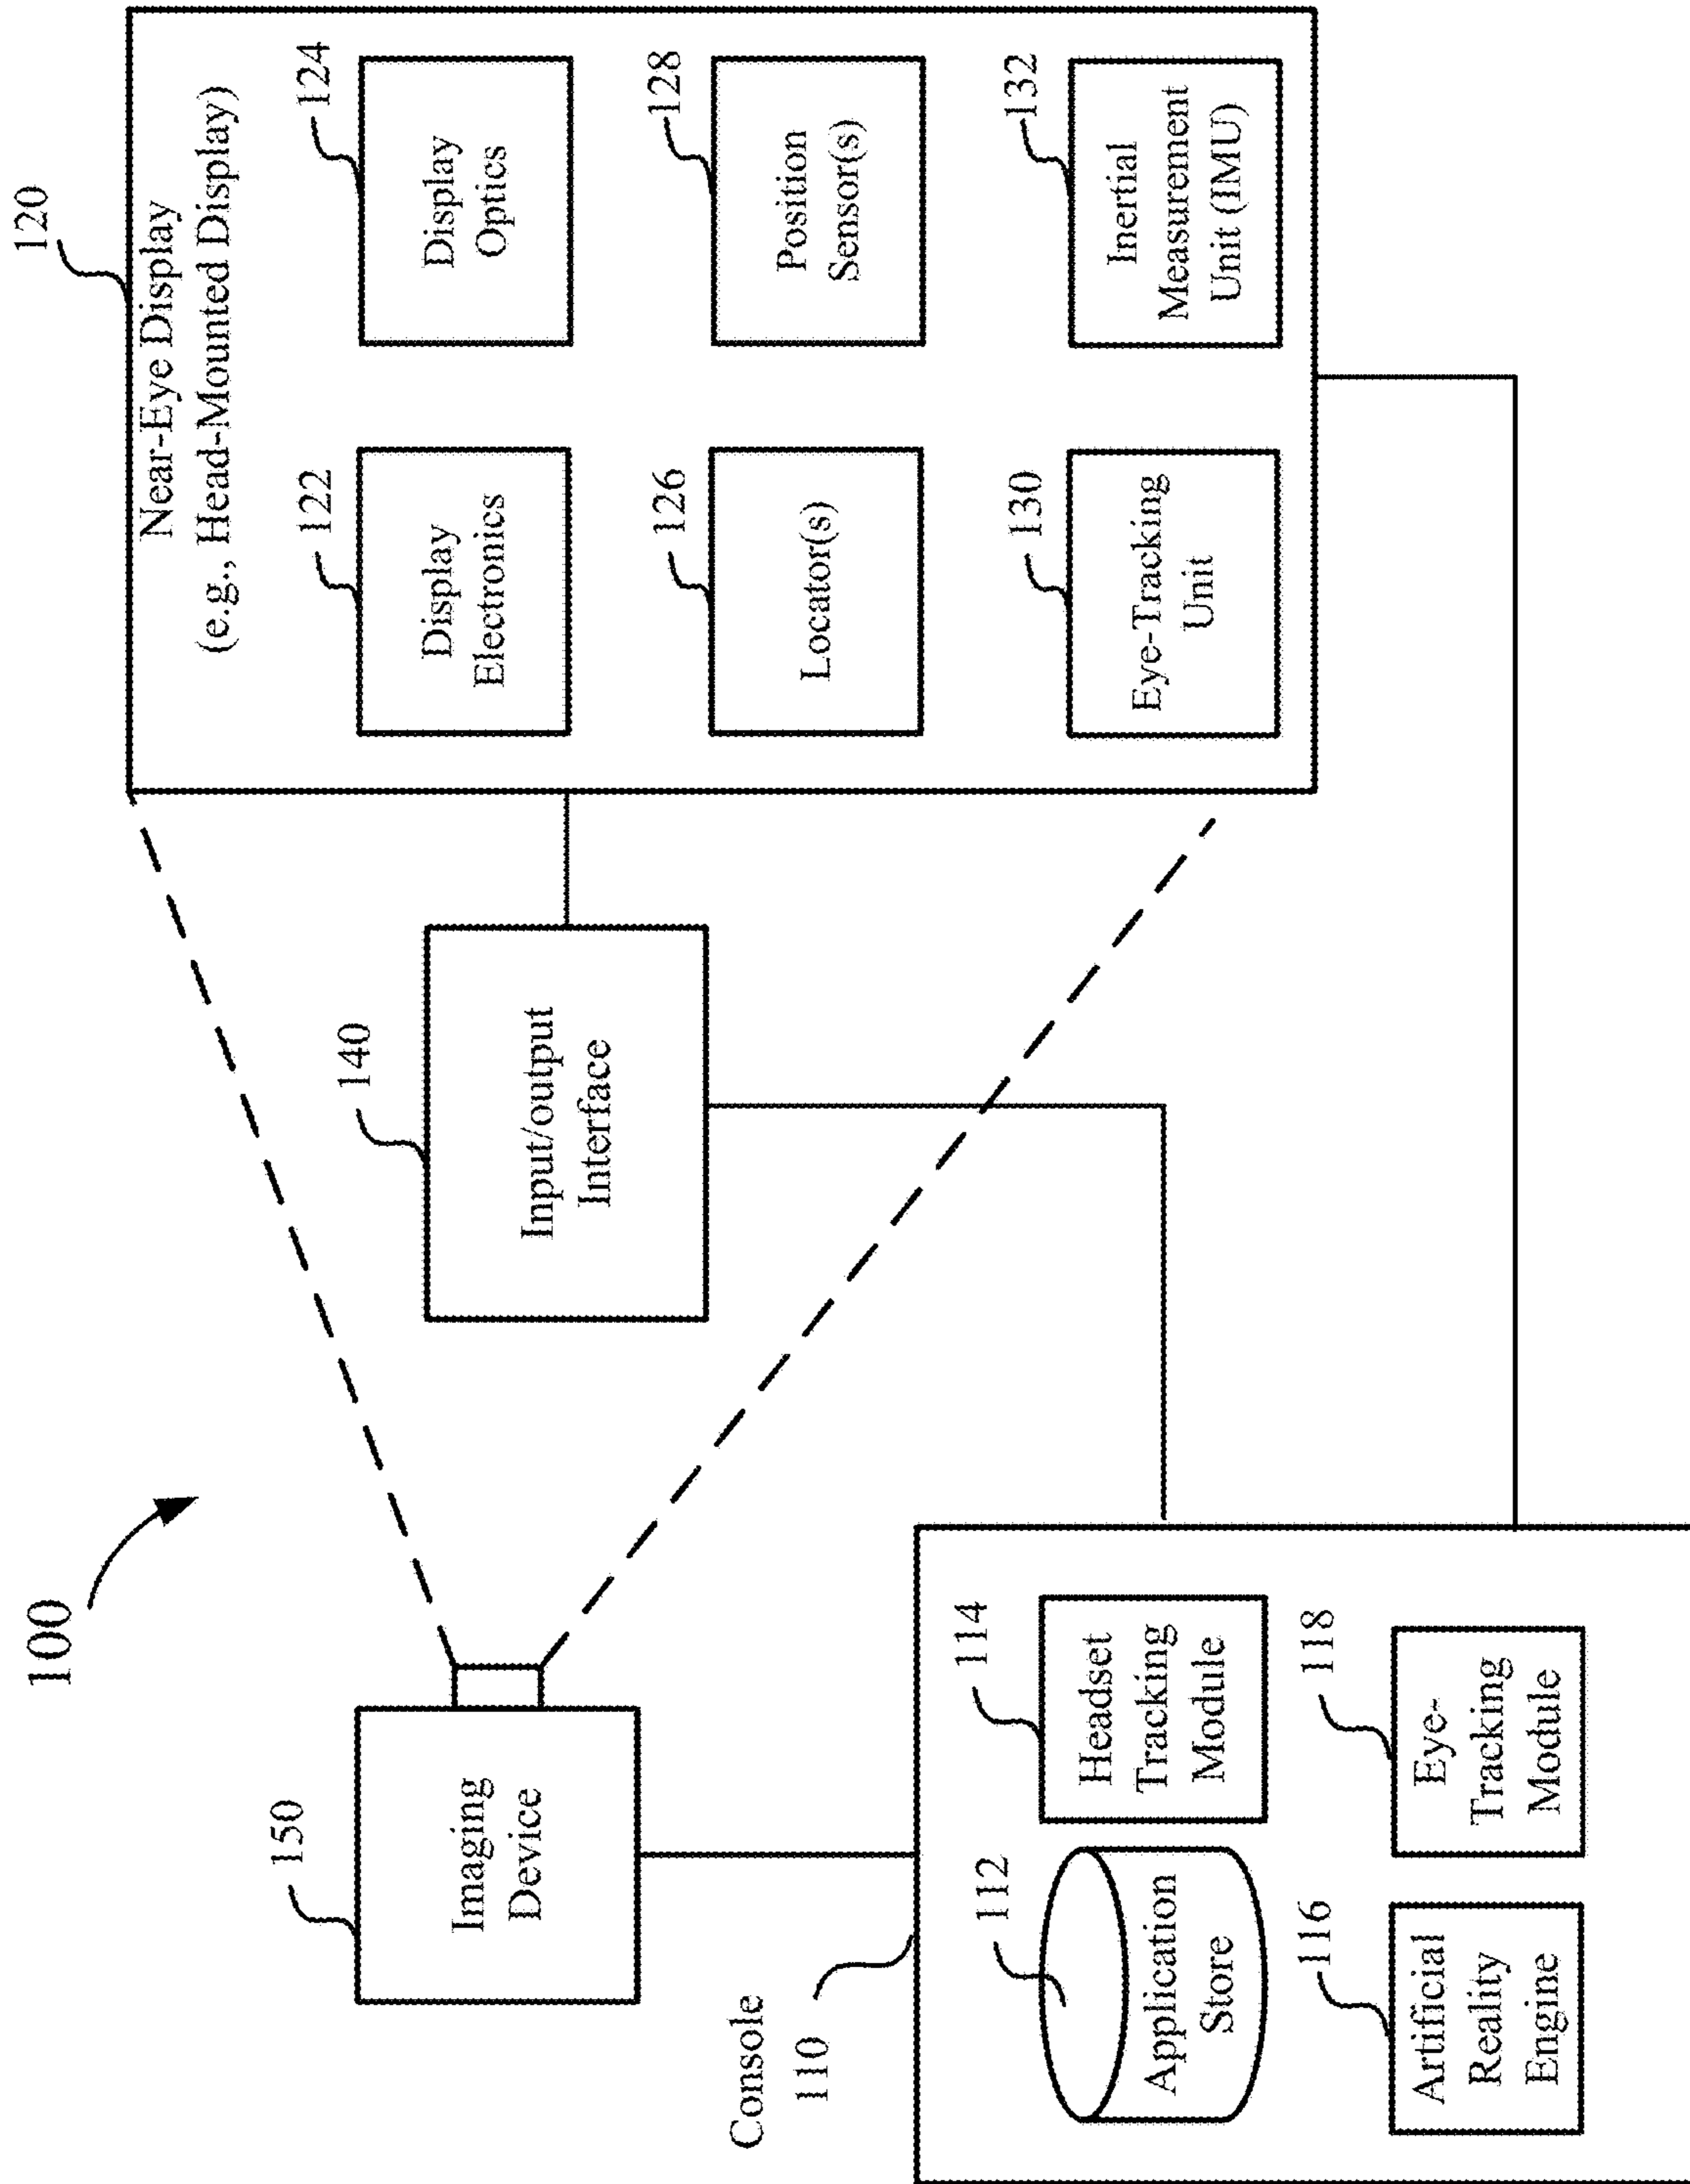 100
120
Near-Eye Display
(e.g., Head-Mounted Display)
122
Display
Electronics
124
Display
Optics
126
Locator(s)
128
Position
Sensor(s)
130
Eye-Tracking
Unit
132
Inertial
Measurement
Unit (IMU)
140
Input/output
Interface
150
Imaging
Device
Console
110
112
Application
Store
114
Headset
Tracking
Module
116
Artificial
Reality
Engine
118
Eye-
Tracking
Module